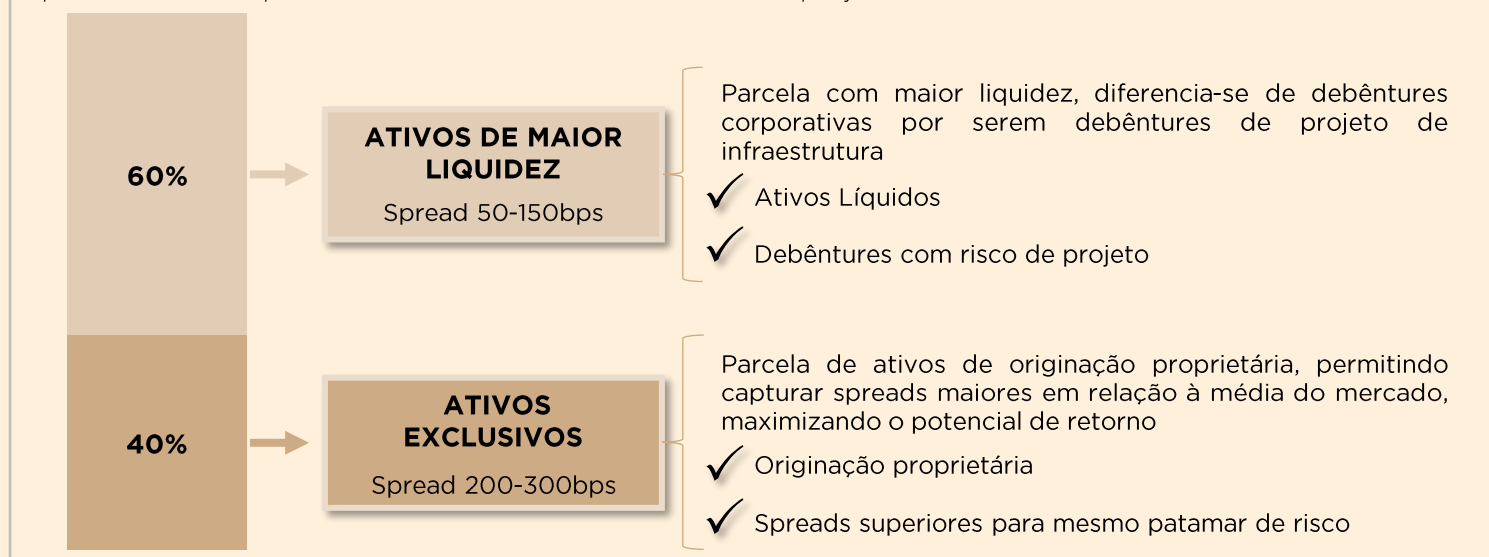 60%
ATIVOS DE MAIOR
LIQUIDEZ
Spread 50-150bps
Parcela com maior liquidez, diferencia-se de debêntures
corporativas por serem debêntures de projeto de
infraestrutura
Ativos Líquidos
Debêntures com risco de projeto
40%
ATIVOS
EXCLUSIVOS
Spread 200-300bps
Parcela de ativos de originação proprietária, permitindo
capturar spreads maiores em relação à média do mercado,
maximizando o potencial de retorno
Originação proprietária
Spreads superiores para mesmo patamar de risco